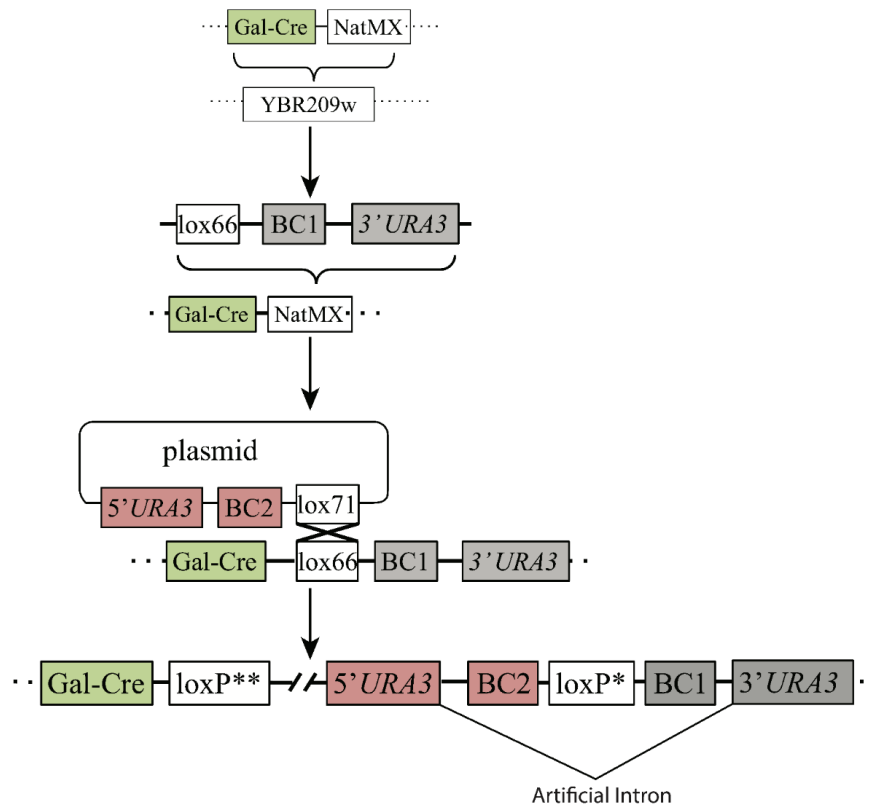 Gal-Cre NatMX
YBR209w
lox66 BC1 3’URA3
Gal-Cre NatMX
plasmid
5’URA3 BC2 lox71
Gal-Cre lox66 BC1 3’URA3
Gal-Cre loxP** 5’URA3 BC2 loxP* BC1 3’URA3
Artificial Intron